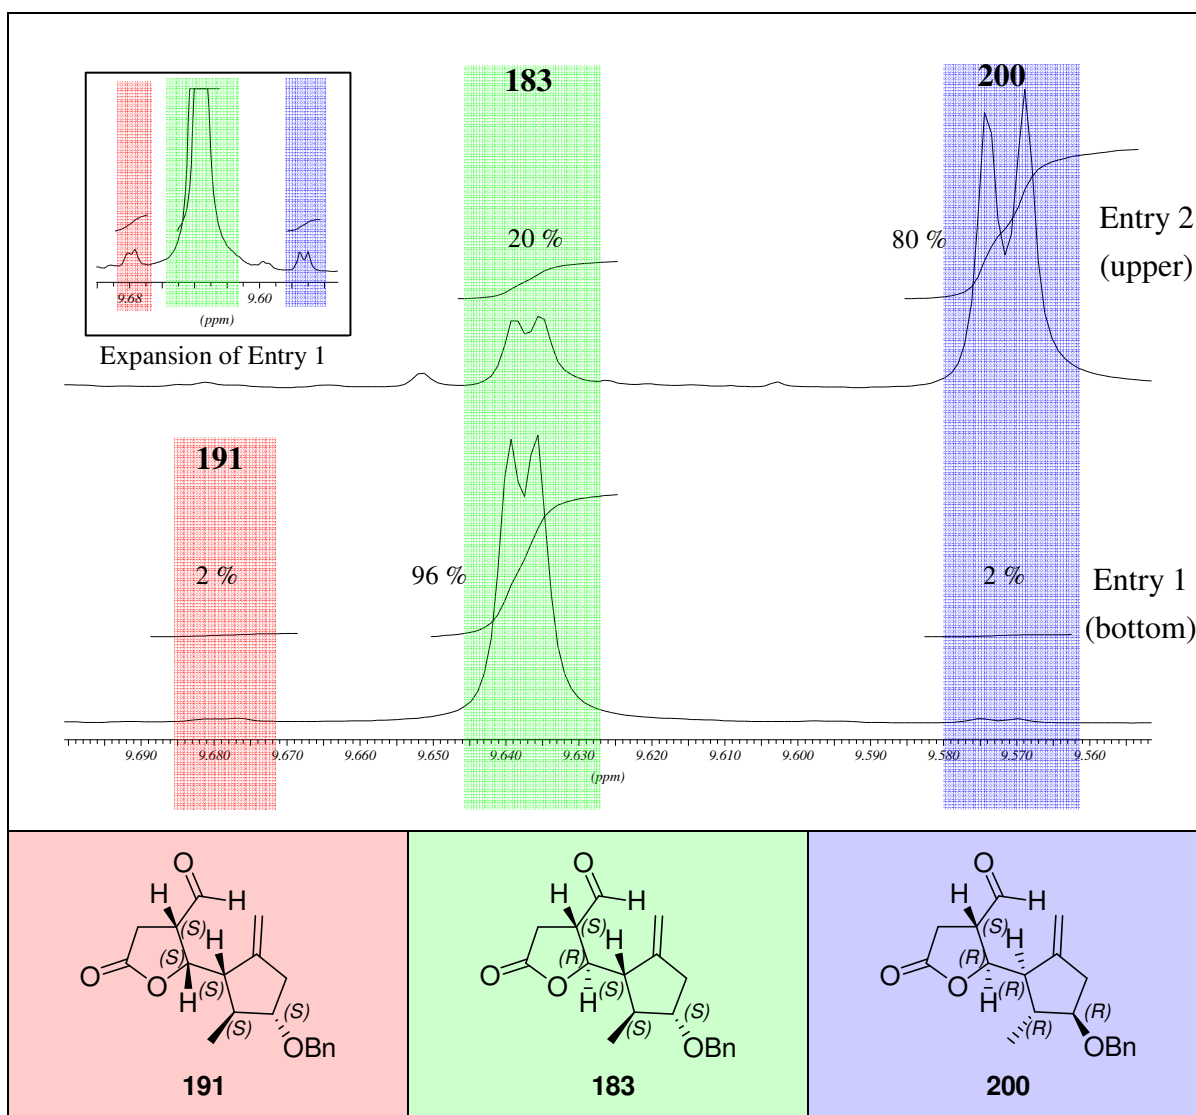 183
200
9.68
9.60
(ppm)
Expansion of Entry 1
20 %
80 %
Entry 2
(upper)
191
2 %
96 %
2 %
Entry 1
(bottom)
9.690
9.680
9.670
9.660
9.650
9.640
9.630
9.620
9.610
9.600
9.590
9.580
9.570
9.560
(ppm)
O
H
H
(S)
H
(S)
O
O
H
(S)
(S)
(S)
OBn
191
O
H
H
(S)
H
(R)
O
O
H
(S)
(S)
(S)
OBn
183
O
H
H
(S)
H
(R)
O
O
H
(R)
(R)
(R)
OBn
200